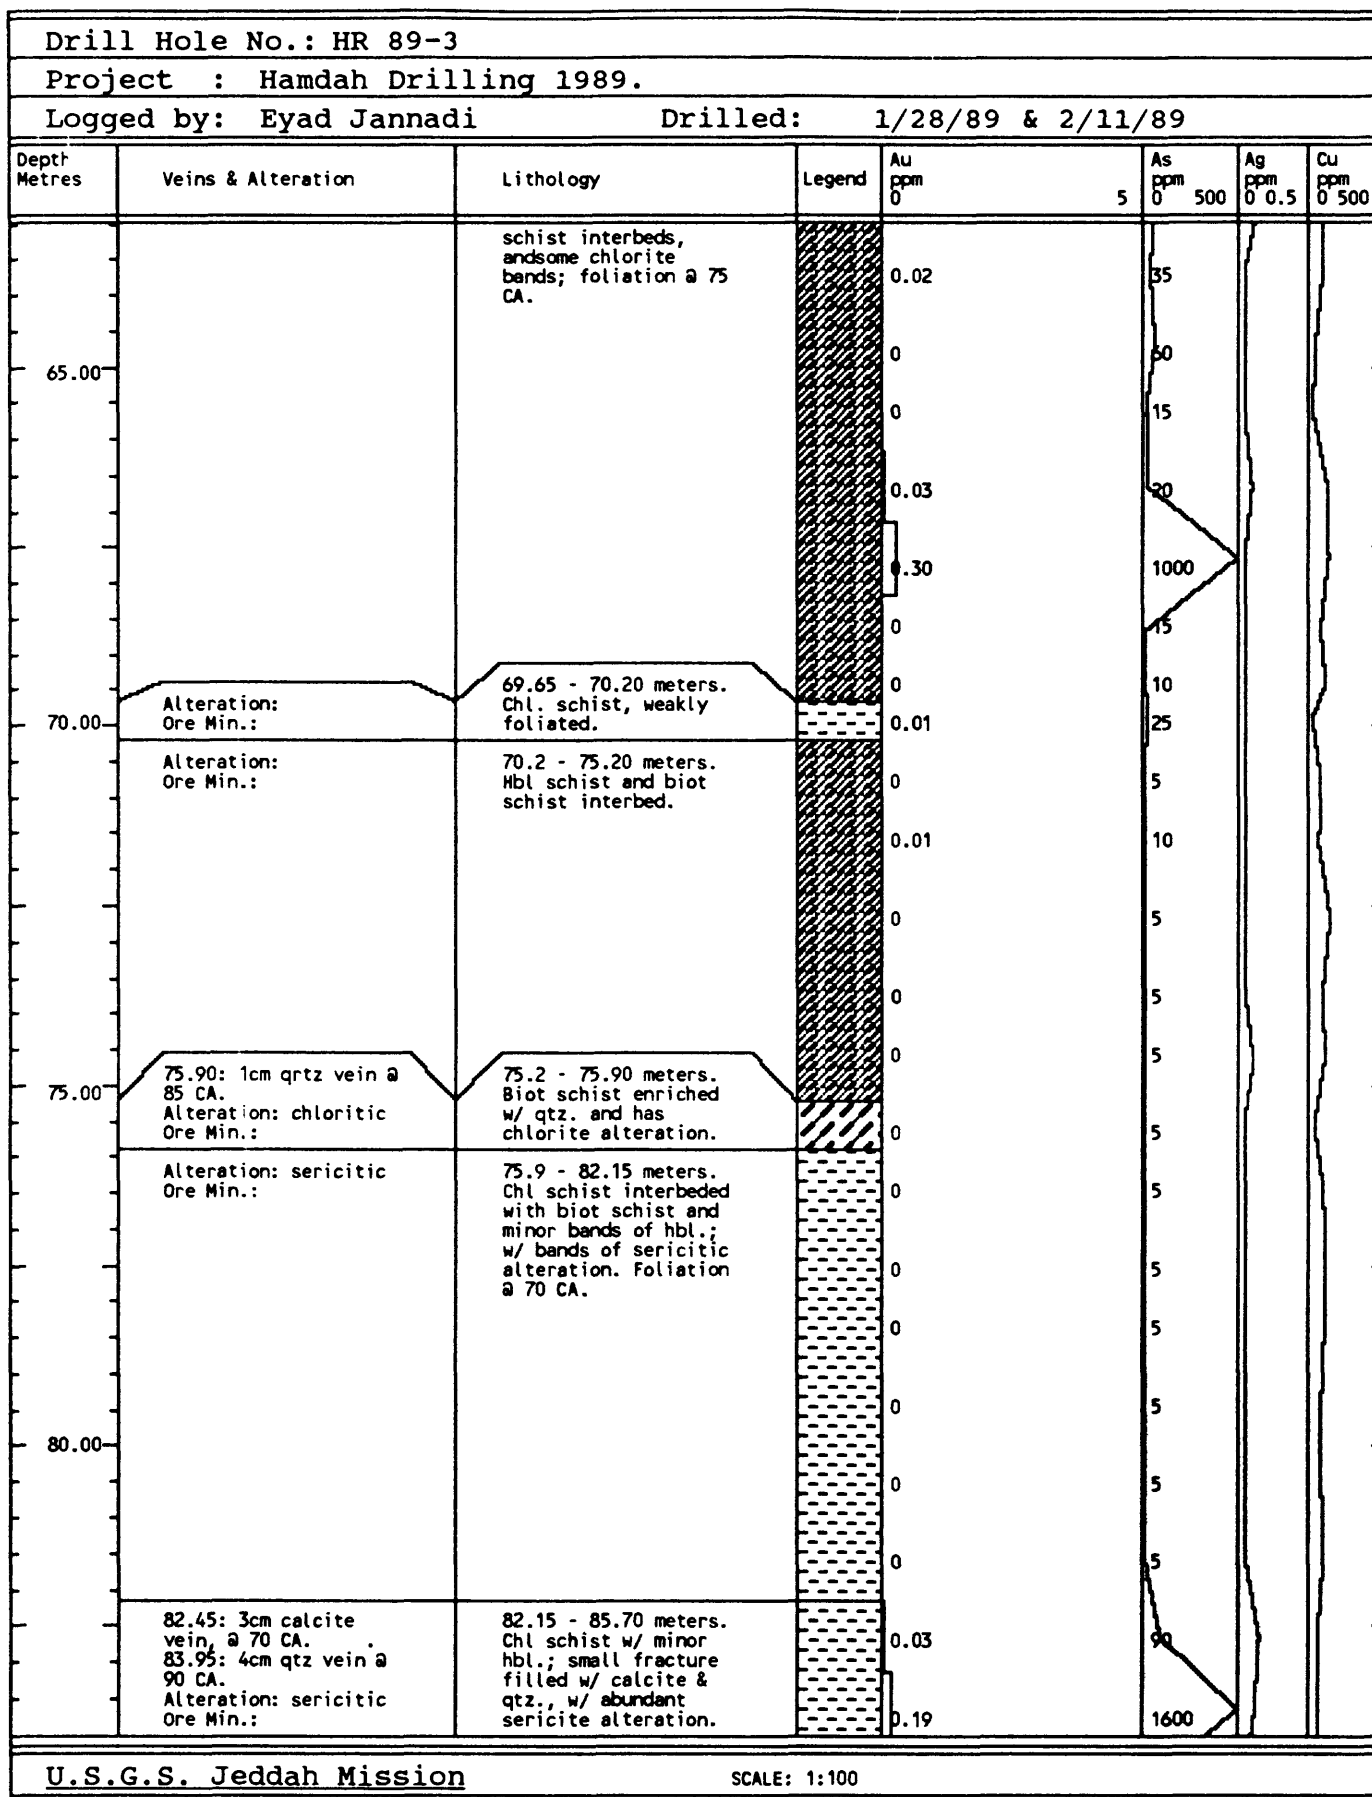 Drill Hole No.: HR 89-3
Project : Hamdah Drilling 1989.
Logged by: Eyad Jannadi Drilled: 1/28/89 & 2/11/89
Depth Metres
Veins & Alteration
Lithology
Legend
Au ppm 0 5
As ppm 0 500
Ag ppm 0 0.5
Cu ppm 0 500
schist interbeds,
andsome chlorite
bands; foliation @ 75
CA.
0.02 35
0 60
65.00
0 15
0.03 20
0.30 1000
0 15
69.65 - 70.20 meters.
Chl. schist, weakly
foliated.
Alteration:
Ore Min.:
0 10
70.00
0.01 25
Alteration:
Ore Min.:
70.2 - 75.20 meters.
Hbl schist and biot
schist interbed.
0 5
0.01 10
0 5
0 5
0 5
75.00
75.90: 1cm qrtz vein @
85 CA.
Alteration: chloritic
Ore Min.:
75.2 - 75.90 meters.
Biot schist enriched
w/ qtz. and has
chlorite alteration.
0 5
Alteration: sericitic
Ore Min.:
75.9 - 82.15 meters.
Chl schist interbeded
with biot schist and
minor bands of hbl.;
w/ bands of sericitic
alteration. Foliation
@ 70 CA.
0 5
0 5
0 5
0 5
80.00
0 5
0 5
82.45: 3cm calcite
vein, @ 70 CA.
83.95: 4cm qtz vein @
90 CA.
Alteration: sericitic
Ore Min.:
82.15 - 85.70 meters.
Chl schist w/ minor
hbl.; small fracture
filled w/ calcite &
qtz., w/ abundant
sericite alteration.
0.03 90
0.19 1600
U.S.G.S. Jeddah Mission
SCALE: 1:100